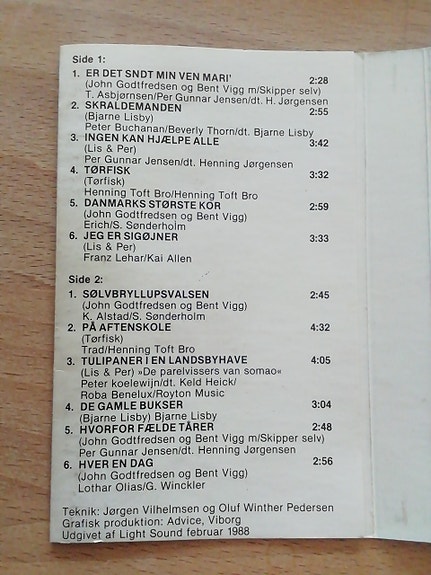 Side 1:
1. ER DET SNDT MIN VEN MARI' 2:28
(John Godtfredsen og Bent Vigg m/Skipper selv)
T. Asbjørnsen/Per Gunnar Jensen/dt. H. Jørgensen
2. SKRALDEMANDEN 2:55
(Bjarne Lisby)
Peter Buchanan/Beverly Thorn/dt. Bjarne Lisby
3. INGEN KAN HJÆLPE ALLE 3:42
(Lis & Per)
Per Gunnar Jensen/dt. Henning Jørgensen
4. TØRFISK 3:32
(Tørfisk)
Henning Toft Bro/Henning Toft Bro
5. DANMARKS STØRSTE KOR 2:59
(John Godtfredsen og Bent Vigg)
Erich/S. Sønderholm
6. JEG ER SIGØJNER 3:33
(Lis & Per)
Franz Lehar/Kai Allen
Side 2:
1. SØLVBRYLLUPSVALSEN 2:45
(John Godtfredsen og Bent Vigg)
K. Alstad/S. Sønderholm
2. PÅ AFTENSKOLE 4:32
(Tørfisk)
Trad/Henning Toft Bro
3. TULIPANER I EN LANDSBYHAVE 4:05
(Lis & Per) »De parelvissers van somao«
Peter koelewijn/dt. Keld Heick/
Roba Benelux/Royton Music
4. DE GAMLE BUKSER 3:04
(Bjarne Lisby) Bjarne Lisby
5. HVORFOR FÆLDE TÅRER 2:48
(John Godtfredsen og Bent Vigg m/Skipper selv)
Per Gunnar Jensen/dt. Henning Jørgensen
6. HVER EN DAG 2:56
(John Godtfredsen og Bent Vigg)
Lothar Olias/G. Winckler
Teknik: Jørgen Vilhelmsen og Oluf Winther Pedersen
Grafisk produktion: Advice, Viborg
Udgivet af Light Sound februar 1988